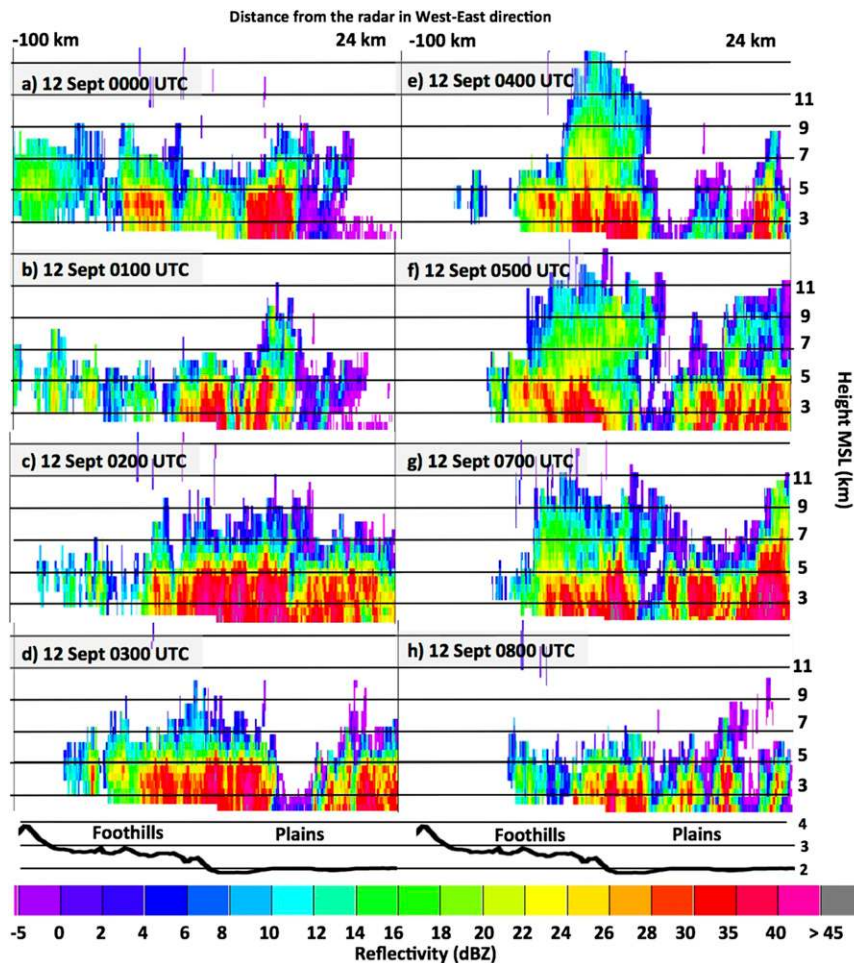 Distance from the radar in West-East direction
-100 km 24 km -100 km 24 km
a) 12 Sept 0000 UTC
e) 12 Sept 0400 UTC
11
9
7
5
3
b) 12 Sept 0100 UTC
f) 12 Sept 0500 UTC
11
9
7
5
3
Height MSL (km)
c) 12 Sept 0200 UTC
g) 12 Sept 0700 UTC
11
9
7
5
3
d) 12 Sept 0300 UTC
h) 12 Sept 0800 UTC
11
9
7
5
3
Foothills Plains Foothills Plains
4
3
2
-5 0 2 4 6 8 10 12 14 16 18 20 22 24 26 28 30 35 40 > 45
Reflectivity (dBZ)